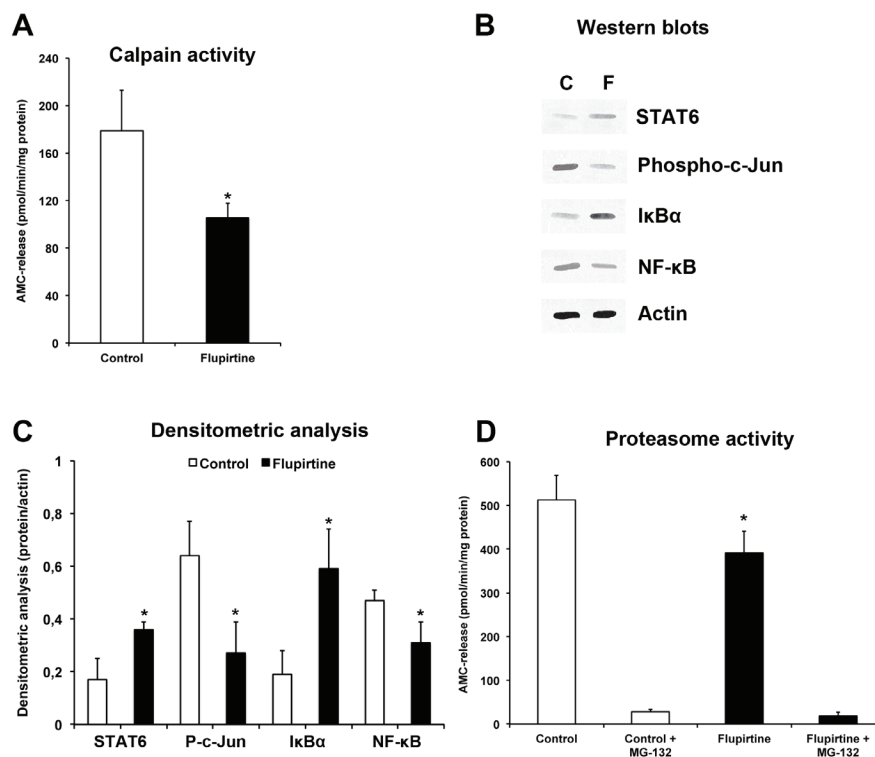 A
Calpain activity
AMC-release (pmol/min/mg protein)
240
200
160
120
80
40
0
*
Control
Flupirtine
B
Western blots
C F
STAT6
Phospho-c-Jun
IκBα
NF-κB
Actin
C
Densitometric analysis
Control Flupirtine
Densitometric analysis (protein/actin)
1
0,8
0,6
0,4
0,2
0
*
*
*
*
STAT6 P-c-Jun IκBα NF-κB
D
Proteasome activity
AMC-release (pmol/min/mg protein)
600
500
400
300
200
100
0
*
Control
Control +
MG-132
Flupirtine
Flupirtine +
MG-132